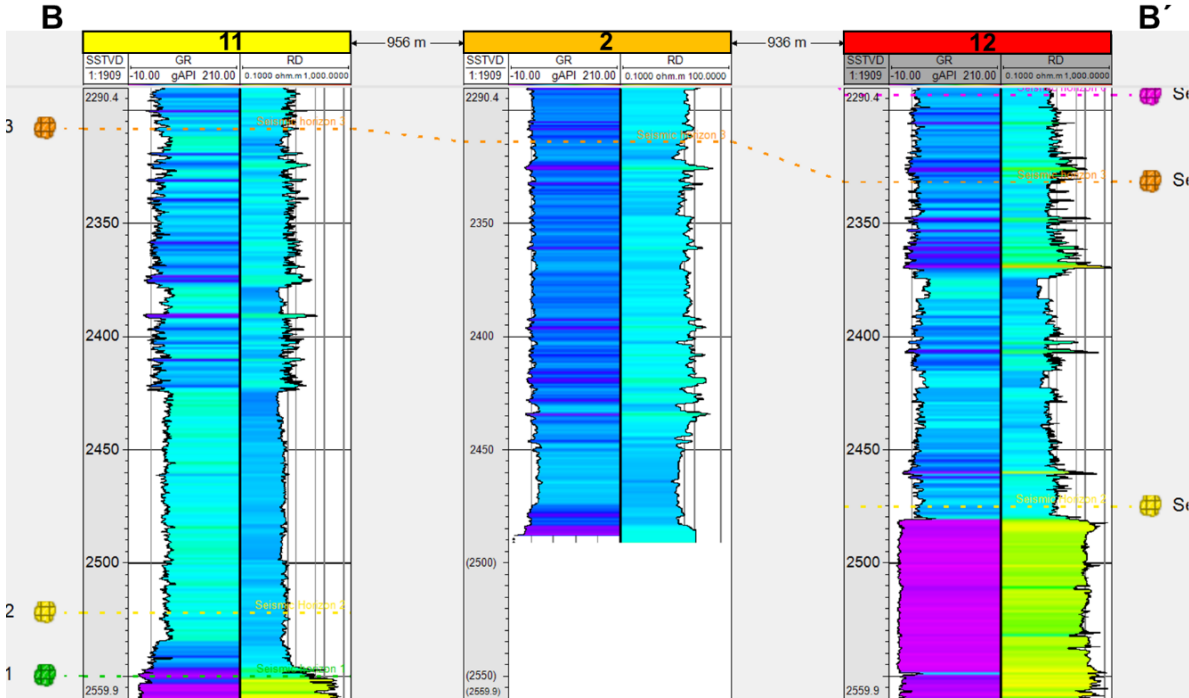 B B´
11 956 m 2 936 m 12
SSTVD GR RD SSTVD GR RD SSTVD GR RD
1:1909 -10.00 gAPI 210.00 0.1000 ohm.m 1,000.0000 1:1909 -10.00 gAPI 210.00 0.1000 ohm.m 100.0000 1:1909 -10.00 gAPI 210.00 0.1000 ohm.m 1,000.0000
2290.4 2290.4 2290.4 Se
3 Seismic horizon 3 Seismic horizon 3
Seismic horizon 3 Se
2350 2350 2350
2400 2400 2400
2450 2450 2450
Seismic Horizon 2 Se
2500 (2500) 2500
2 Seismic Horizon 2
1 Seismic horizon 1
2550 (2550) 2550
2559.9 (2559.9) 2559.9